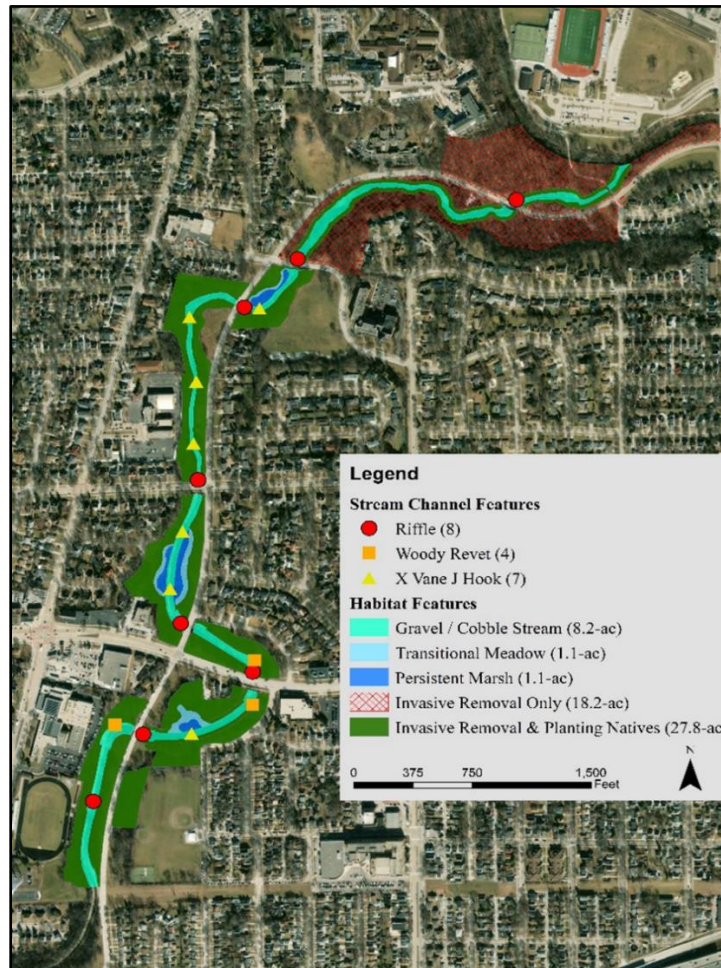 Legend
Stream Channel Features
Riffle (8)
Woody Revet (4)
X Vane J Hook (7)
Habitat Features
Gravel / Cobble Stream (8.2-ac)
Transitional Meadow (1.1-ac)
Persistent Marsh (1.1-ac)
Invasive Removal Only (18.2-ac)
Invasive Removal & Planting Natives (27.8-ac
N
0 375 750 1,500
Feet